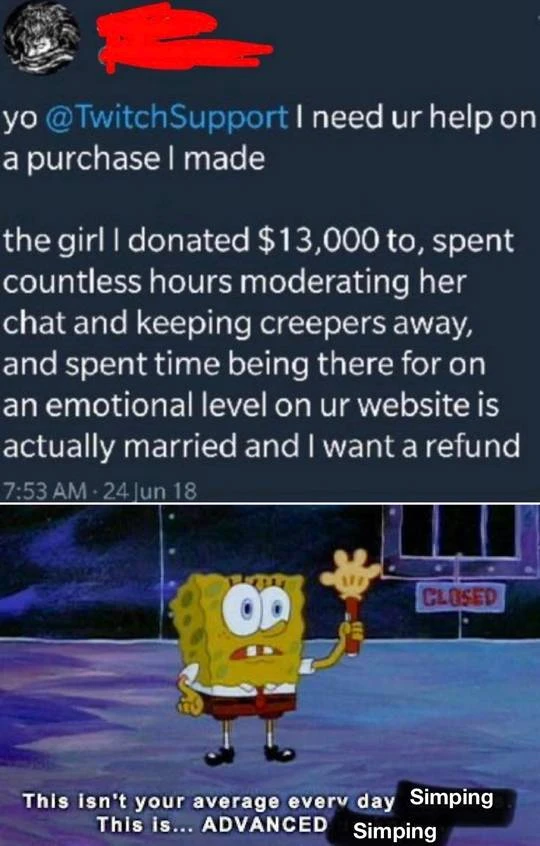 yo @TwitchSupport I need ur help on
a purchase I made
the girl I donated $13,000 to, spent
countless hours moderating her
chat and keeping creepers away,
and spent time being there for on
an emotional level on ur website is
actually married and I want a refund
7:53 AM · 24 Jun 18
CLOSED
This isn't your average every day Simping
This is... ADVANCED Simping